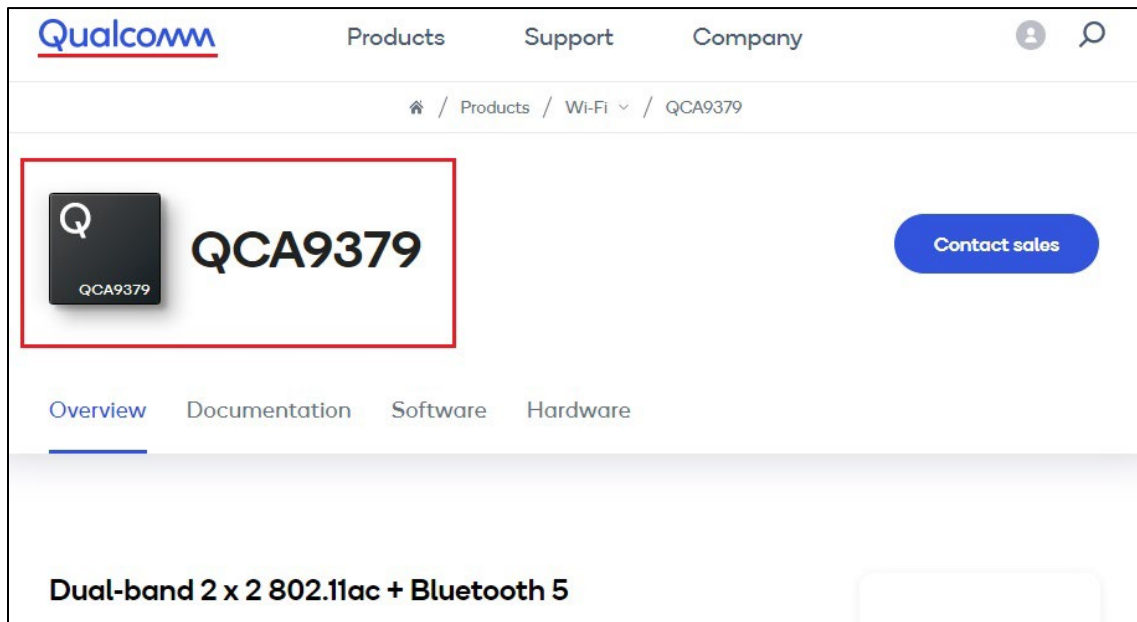 Qualcomm Products Support Company
/ Products / Wi-Fi / QCA9379
Q
QCA9379
QCA9379
Contact sales
Overview Documentation Software Hardware
Dual-band 2 x 2 802.11ac + Bluetooth 5